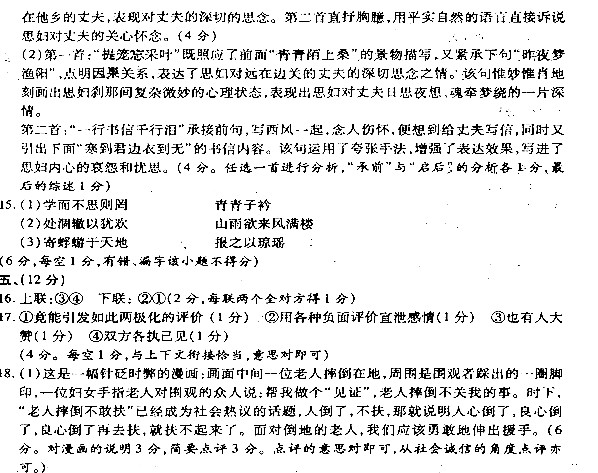 在他乡的丈夫,表现对丈夫的深切的思念。第二首直抒胸臆,用平实自然的语言直接诉说
思妇对丈夫的关心怀念。(4分)
(2)第一首:“提笼忘采叶”既照应了前面“青青陌上桑”的景物描写,又紧承下句“昨夜梦
渔阳”,点明因果关系,表达了思妇对远在边关的丈夫的深切思念之情。该句惟妙惟肖地
刻画出思妇刹那间复杂微妙的心理状态,表现出思妇对丈夫日思夜想、魂牵梦绕的一片深
情。
第二首:“一行书信千行泪”承接前句,写西风一起,念人伤怀,便想到给丈夫写信,同时又
引出下面“寒到君边衣到无”的书信内容。该句运用了夸张手法,增强了表达效果,写进了
思妇内心的哀怨和忧思。(4分。任选一首进行分析,“承前”与“启后”的分析各1分、最
后的综述1分)
15.(1)学而不思则罔 青青子衿
(2)处涸辙以犹欢 山雨欲来风满楼
(3)寄蜉蝣于天地 报之以琼瑶
(6分,每空1分,有错、漏字该小题不得分)
五、(12分)
16.上联:③④ 下联:②①(2分,每联两个全对方得1分)
17.①竟能引发如此两极化的评价(1分) ②用各种负面评价宣泄感情(1分) ③也有人大
赞(1分) ④双方各执己见(1分)
(4分。每空1分,与上下文衔接恰当,意思对即可)
18.(1)这是一幅针砭时弊的漫画:画面中间一位老人摔倒在地,周围是围观者踩出的一圈脚
印,一位妇女手指老人对围观的众人说:帮我做个“见证”,老人摔倒不关我的事。时下,
“老人摔倒不敢扶”已经成为社会热议的话题,人倒了,不扶,那就说明人心倒了,良心倒
了,良心倒了再去扶,就扶不起来了。面对倒地的老人,我们应该勇敢地伸出援手。(6
分。对漫画的说明3分,简要点评3分。点评的意思对即可,从社会诚信的角度点评亦
可。)